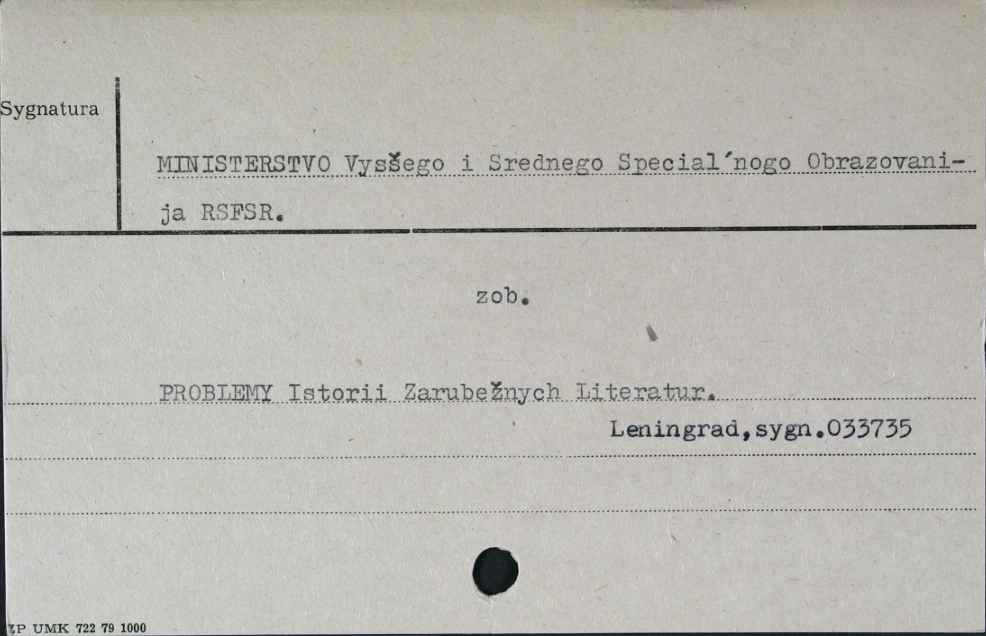 Sygnatura
MINISTERSTVO Vysšego i Srednego Special´nogo Obrazovani-
ja RSFSR.
zob.
PROBLEMY Istorii Zarubežnych Literatur.
Leningrad,sygn.033735
ZP UMK 722 79 1000